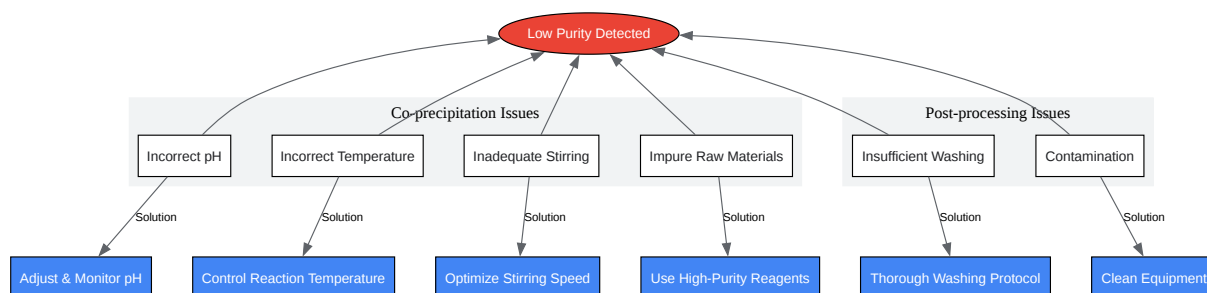 Low Purity Detected
Co-precipitation Issues
Post-processing Issues
Incorrect pH
Incorrect Temperature
Inadequate Stirring
Impure Raw Materials
Insufficient Washing
Contamination
Solution
Solution
Solution
Solution
Solution
Solution
Adjust & Monitor pH
Control Reaction Temperature
Optimize Stirring Speed
Use High-Purity Reagents
Thorough Washing Protocol
Clean Equipment